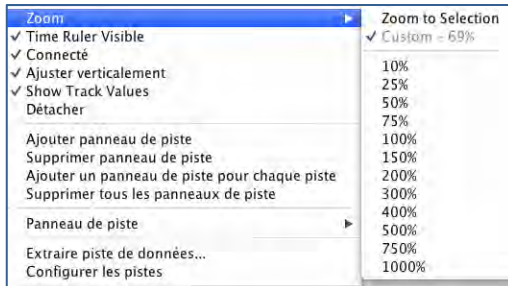 Zoom
✓ Time Ruler Visible
✓ Connecté
✓ Ajuster verticalement
✓ Show Track Values
Détacher
Ajouter panneau de piste
Supprimer panneau de piste
Ajouter un panneau de piste pour chaque piste
Supprimer tous les panneaux de piste
Panneau de piste
Extraire piste de données...
Configurer les pistes
Zoom to Selection
✓ Custom - 69%
10%
25%
50%
75%
100%
150%
200%
300%
400%
500%
750%
1000%